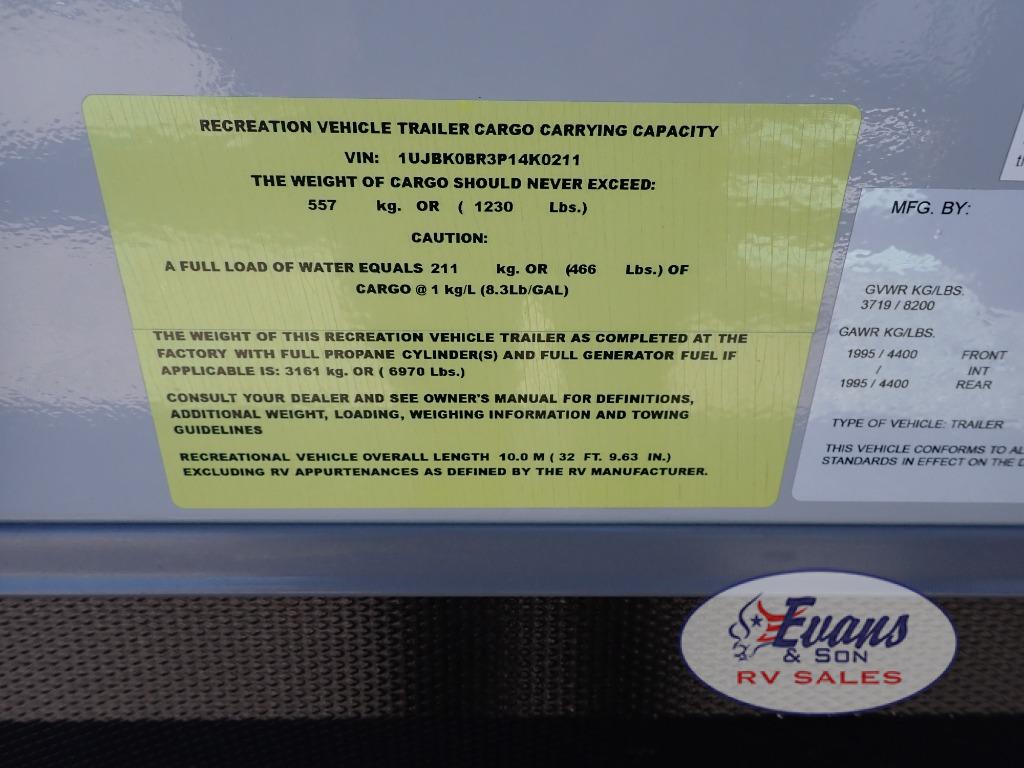 RECREATION VEHICLE TRAILER CARGO CARRYING CAPACITY
VIN: 1UJBK0BR3P14K0211
THE WEIGHT OF CARGO SHOULD NEVER EXCEED:
557 kg. OR ( 1230 Lbs.)
CAUTION:
A FULL LOAD OF WATER EQUALS 211 kg. OR (466 Lbs.) OF
CARGO @ 1 kg/L (8.3Lb/GAL)
THE WEIGHT OF THIS RECREATION VEHICLE TRAILER AS COMPLETED AT THE
FACTORY WITH FULL PROPANE CYLINDER(S) AND FULL GENERATOR FUEL IF
APPLICABLE IS: 3161 kg. OR ( 6970 Lbs.)
CONSULT YOUR DEALER AND SEE OWNER'S MANUAL FOR DEFINITIONS,
ADDITIONAL WEIGHT, LOADING, WEIGHING INFORMATION AND TOWING
GUIDELINES
RECREATIONAL VEHICLE OVERALL LENGTH 10.0 M ( 32 FT. 9.63 IN.)
EXCLUDING RV APPURTENANCES AS DEFINED BY THE RV MANUFACTURER.
MFG. BY:
GVWR KG/LBS.
3719 / 8200
GAWR KG/LBS.
1995 / 4400 FRONT
/ INT
1995 / 4400 REAR
TYPE OF VEHICLE: TRAILER
THIS VEHICLE CONFORMS TO
STANDARDS IN EFFECT ON THE
Evans
& SON
RV SALES